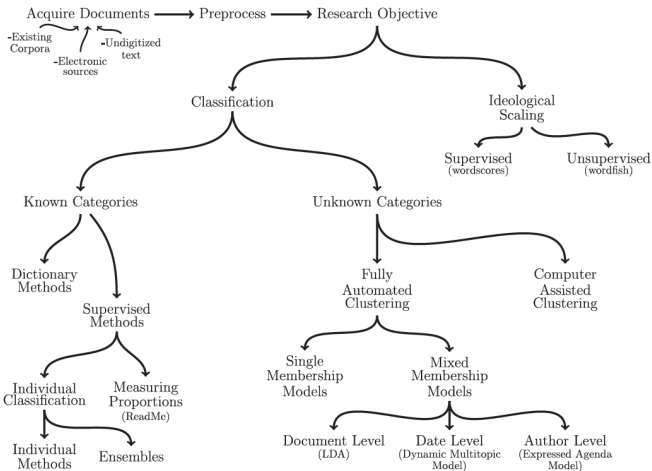 Acquire Documents
Preprocess
Research Objective
-Existing
Corpora
-Undigitized
text
-Electronic
sources
Classification
Ideological
Scaling
Supervised
(wordscores)
Unsupervised
(wordfish)
Known Categories
Unknown Categories
Dictionary
Methods
Fully
Automated
Clustering
Computer
Assisted
Clustering
Supervised
Methods
Single
Membership
Models
Mixed
Membership
Models
Individual
Classification
Measuring
Proportions
(ReadMe)
Individual
Methods
Ensembles
Document Level
(LDA)
Date Level
(Dynamic Multitopic
Model)
Author Level
(Expressed Agenda
Model)